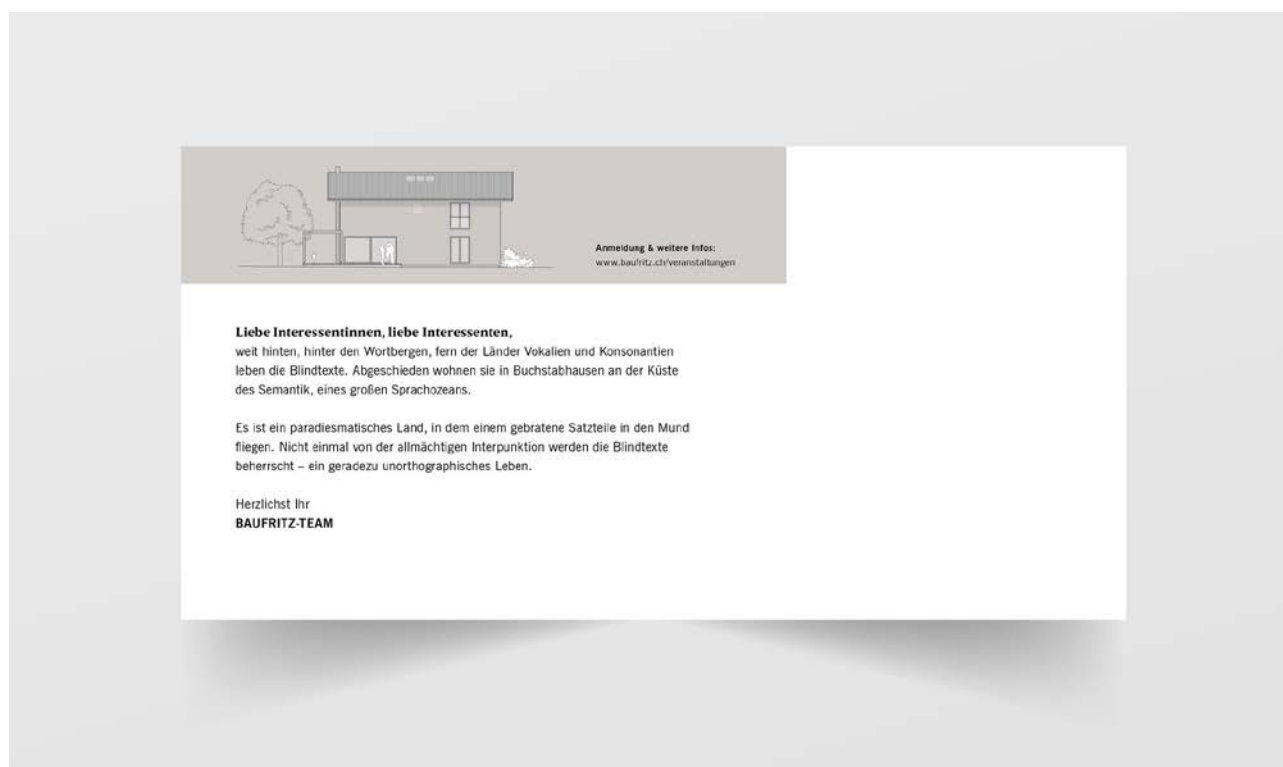 Anmeldung & weitere Infos:
www.baufritz.ch/veranstaltungen
Liebe Interessentinnen, liebe Interessenten,
weit hinten, hinter den Wortbergen, fern der Länder Vokalien und Konsonantien
leben die Blindtexte. Abgeschieden wohnen sie in Buchstabhausen an der Küste
des Semantik, eines großen Sprachozeans.
Es ist ein paradiesmatisches Land, in dem einem gebratene Satzteile in den Mund
fliegen. Nicht einmal von der allmächtigen Interpunktion werden die Blindtexte
beherrscht – ein geradezu unorthographisches Leben.
Herzlichst Ihr
BAUFRITZ-TEAM